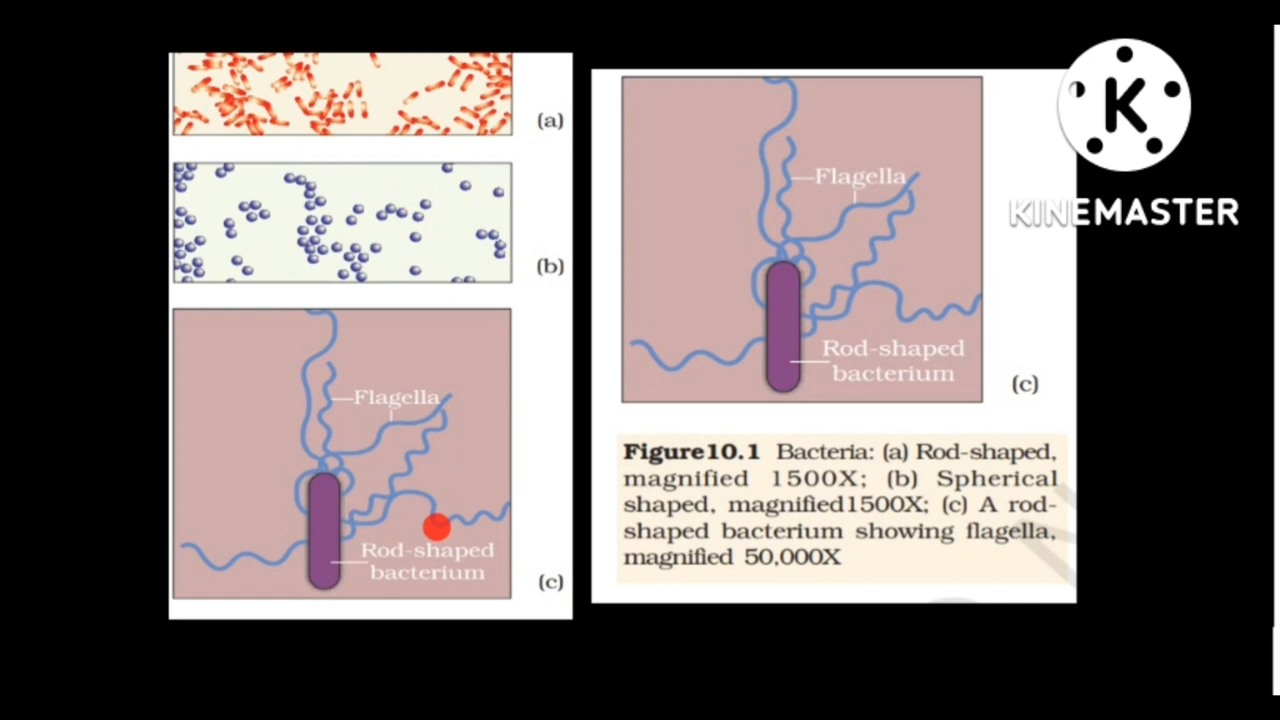 (a)
(b)
Flagella
Rod-shaped
bacterium
(c)
Flagella
Rod-shaped
bacterium
(c)
Figure10.1 Bacteria: (a) Rod-shaped,
magnified 1500X; (b) Spherical
shaped, magnified1500X; (c) A rod-
shaped bacterium showing flagella,
magnified 50,000X
K
KINEMASTER